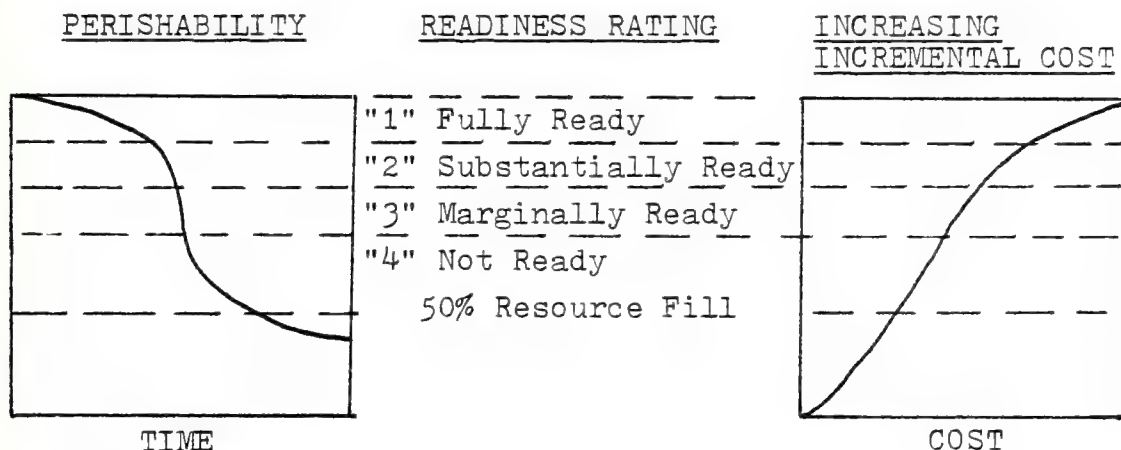 PERISHABILITY
READINESS RATING
INCREASING
INCREMENTAL COST
"1" Fully Ready
"2" Substantially Ready
"3" Marginally Ready
"4" Not Ready
50% Resource Fill
TIME
COST